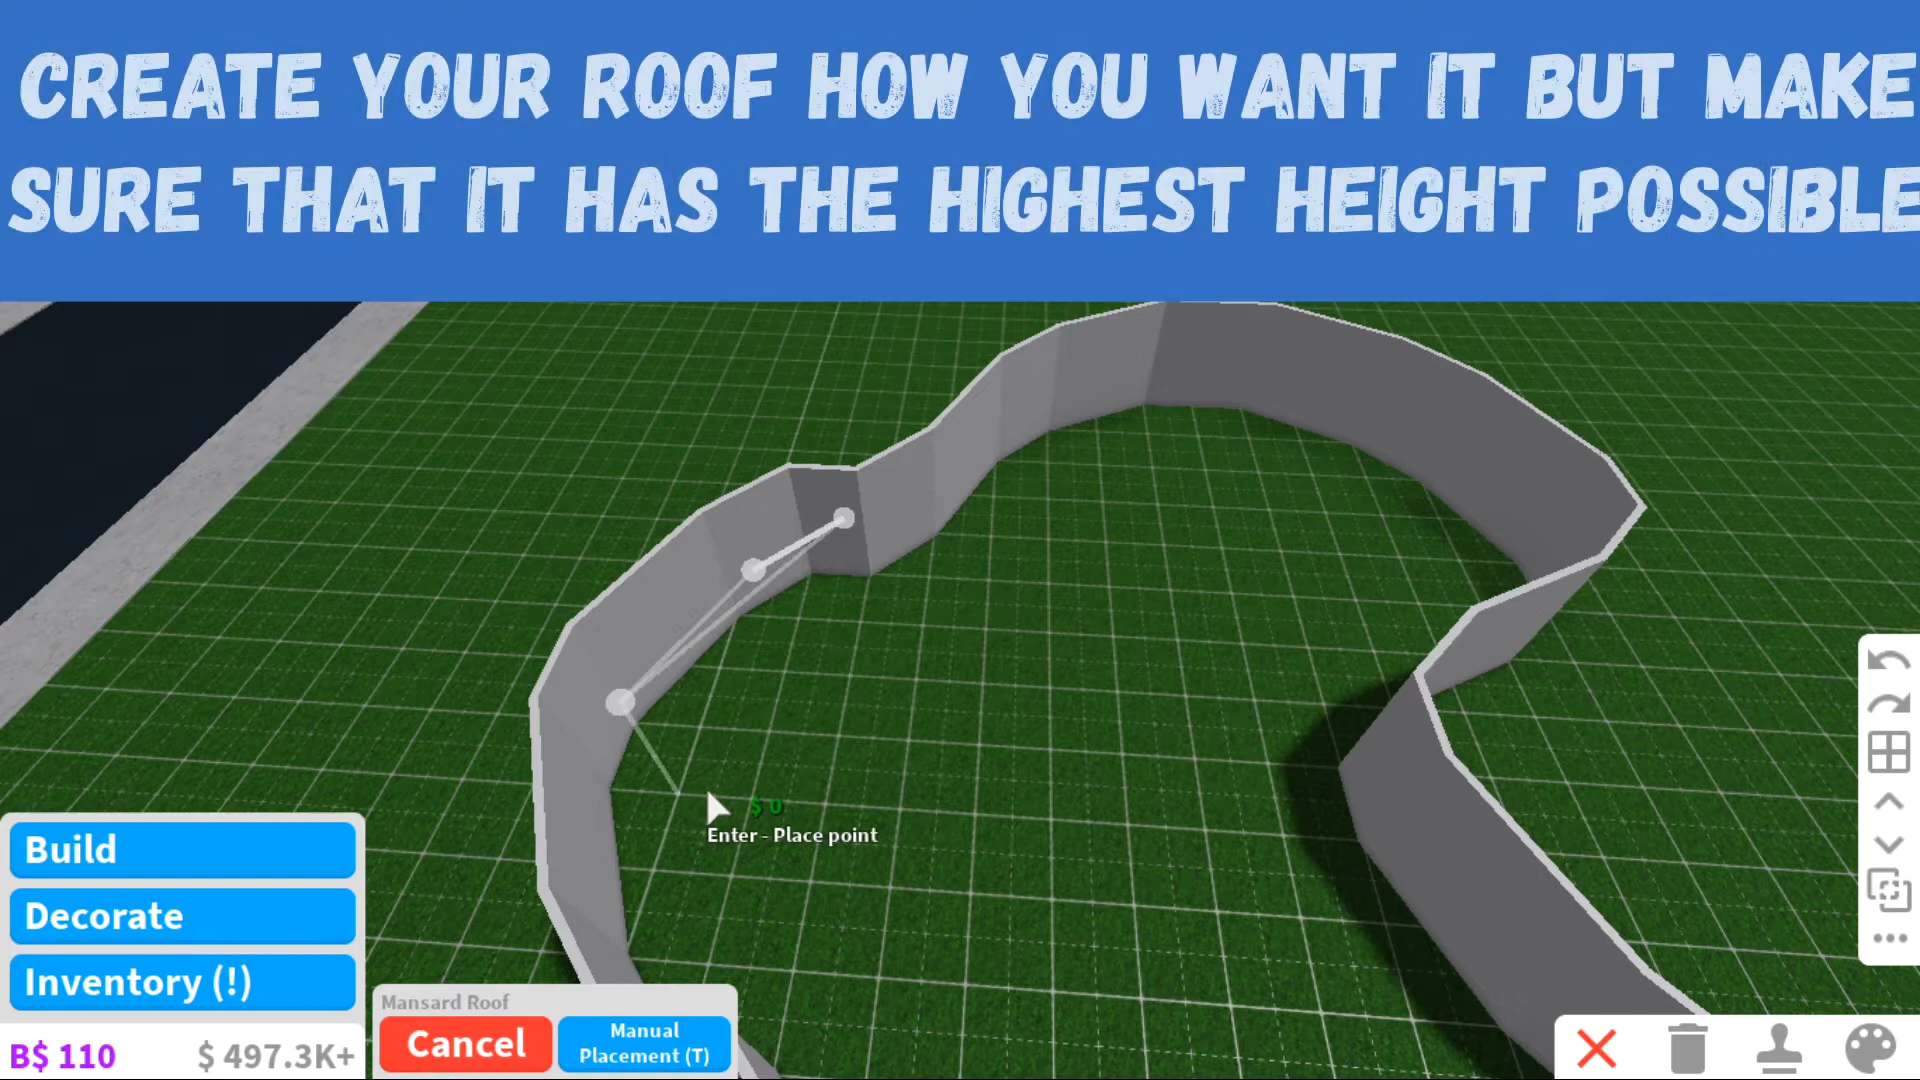 CREATE YOUR ROOF HOW YOU WANT IT BUT MAKE
SURE THAT IT HAS THE HIGHEST HEIGHT POSSIBLE
$ 0
Enter - Place point
Build
Decorate
Inventory (!)
B$ 110 $ 497.3K+
Mansard Roof
Cancel
Manual
Placement (T)